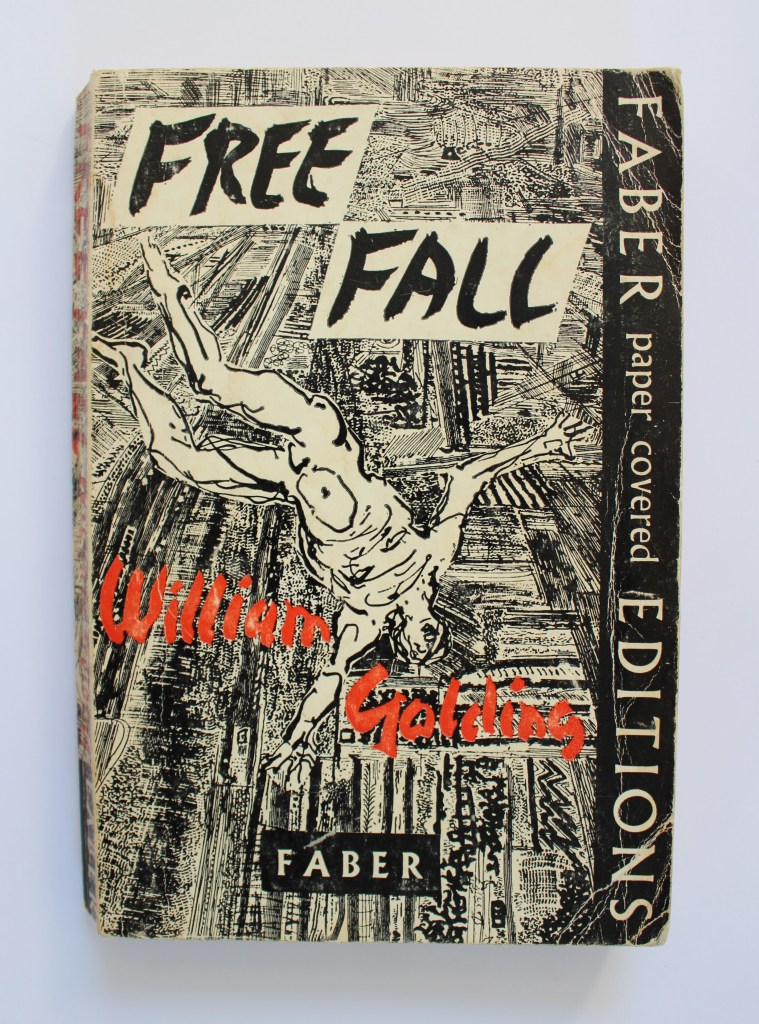 FREE
FALL
William
Golding
FABER
FABER paper covered EDITIONS